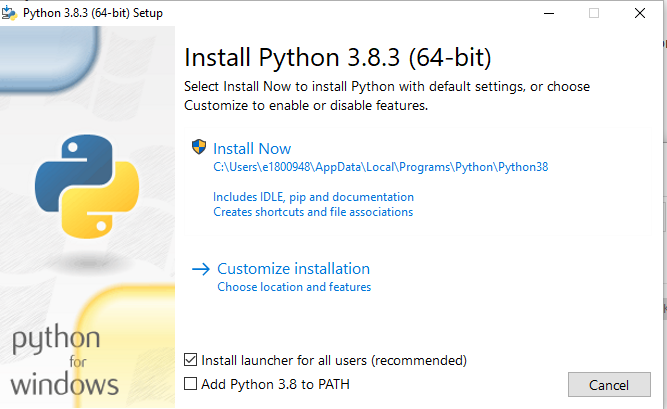 Python 3.8.3 (64-bit) Setup
Install Python 3.8.3 (64-bit)
Select Install Now to install Python with default settings, or choose
Customize to enable or disable features.
Install Now
C:\Users\e1800948\AppData\Local\Programs\Python\Python38
Includes IDLE, pip and documentation
Creates shortcuts and file associations
Customize installation
Choose location and features
python
for
windows
Install launcher for all users (recommended)
Add Python 3.8 to PATH
Cancel